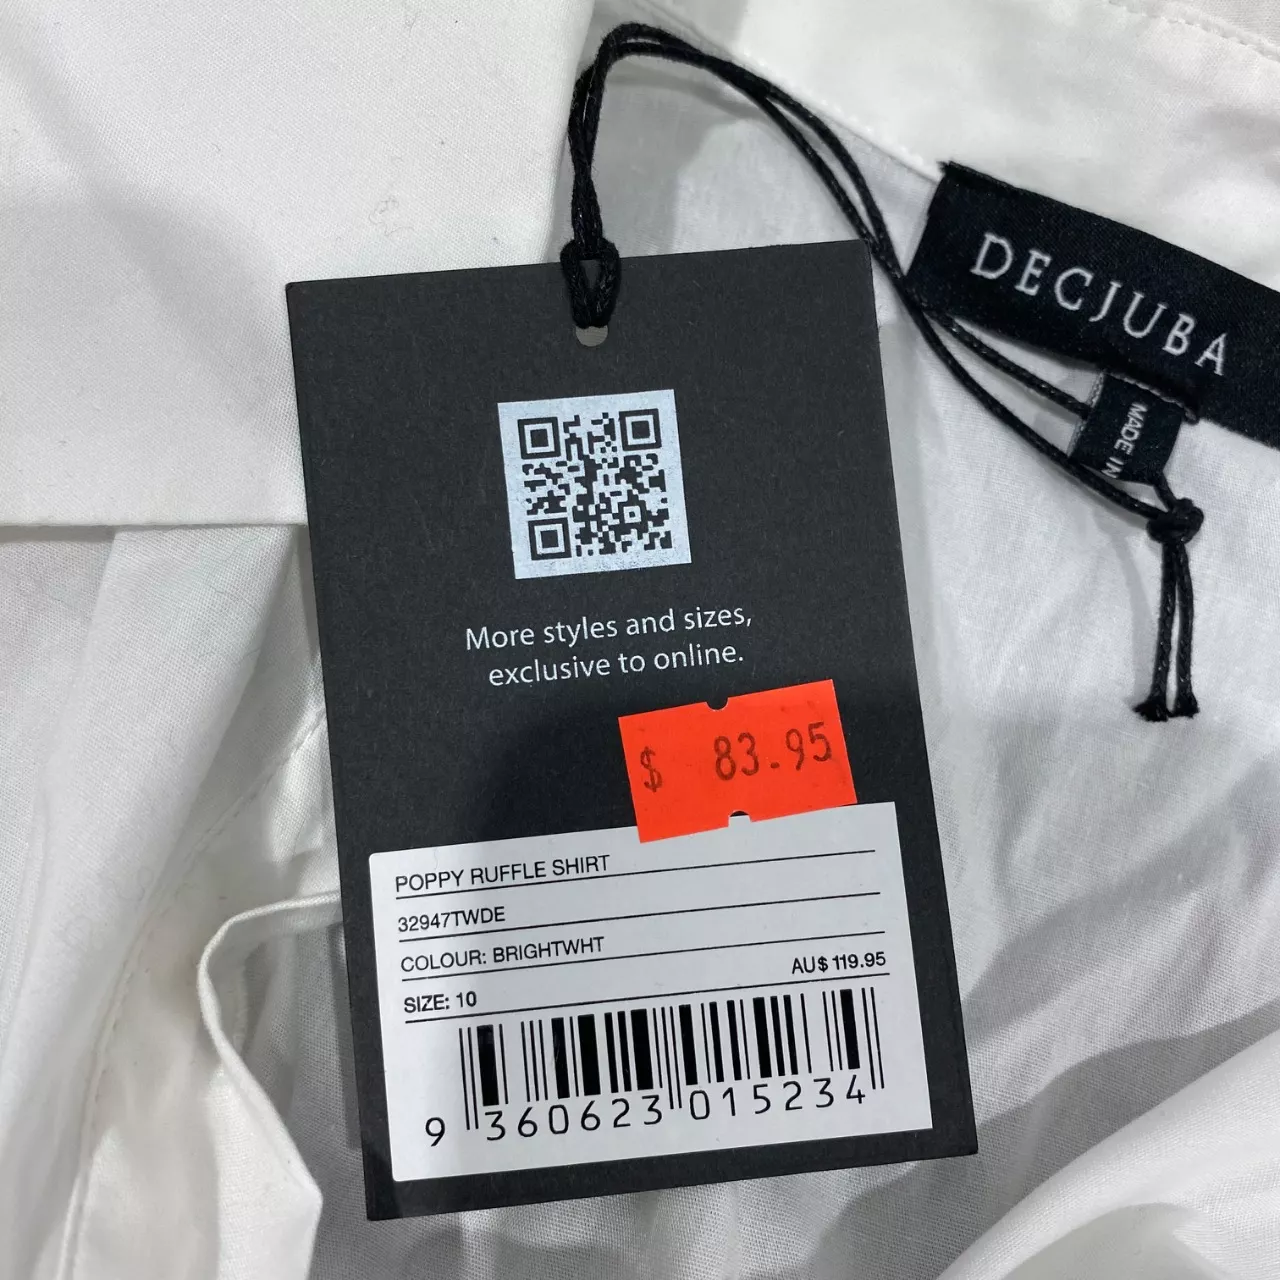 DECJUBA
MADE IN
More styles and sizes,
exclusive to online.
$ 83.95
POPPY RUFFLE SHIRT
32947TWDE
COLOUR: BRIGHTWHT
AU$ 119.95
SIZE: 10
9 360623 015234